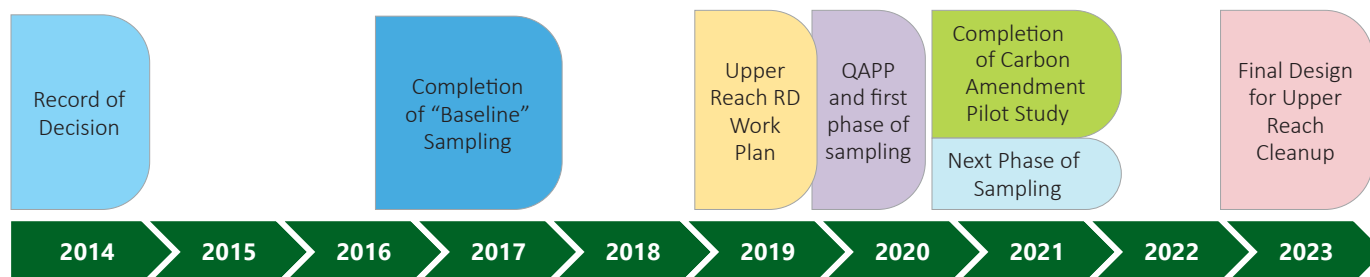 Record of
Decision
Completion
of “Baseline”
Sampling
Upper
Reach RD
Work
Plan
QAPP
and first
phase of
sampling
Completion
of Carbon
Amendment
Pilot Study
Next Phase of
Sampling
Final Design
for Upper
Reach
Cleanup
2014
2015
2016
2017
2018
2019
2020
2021
2022
2023